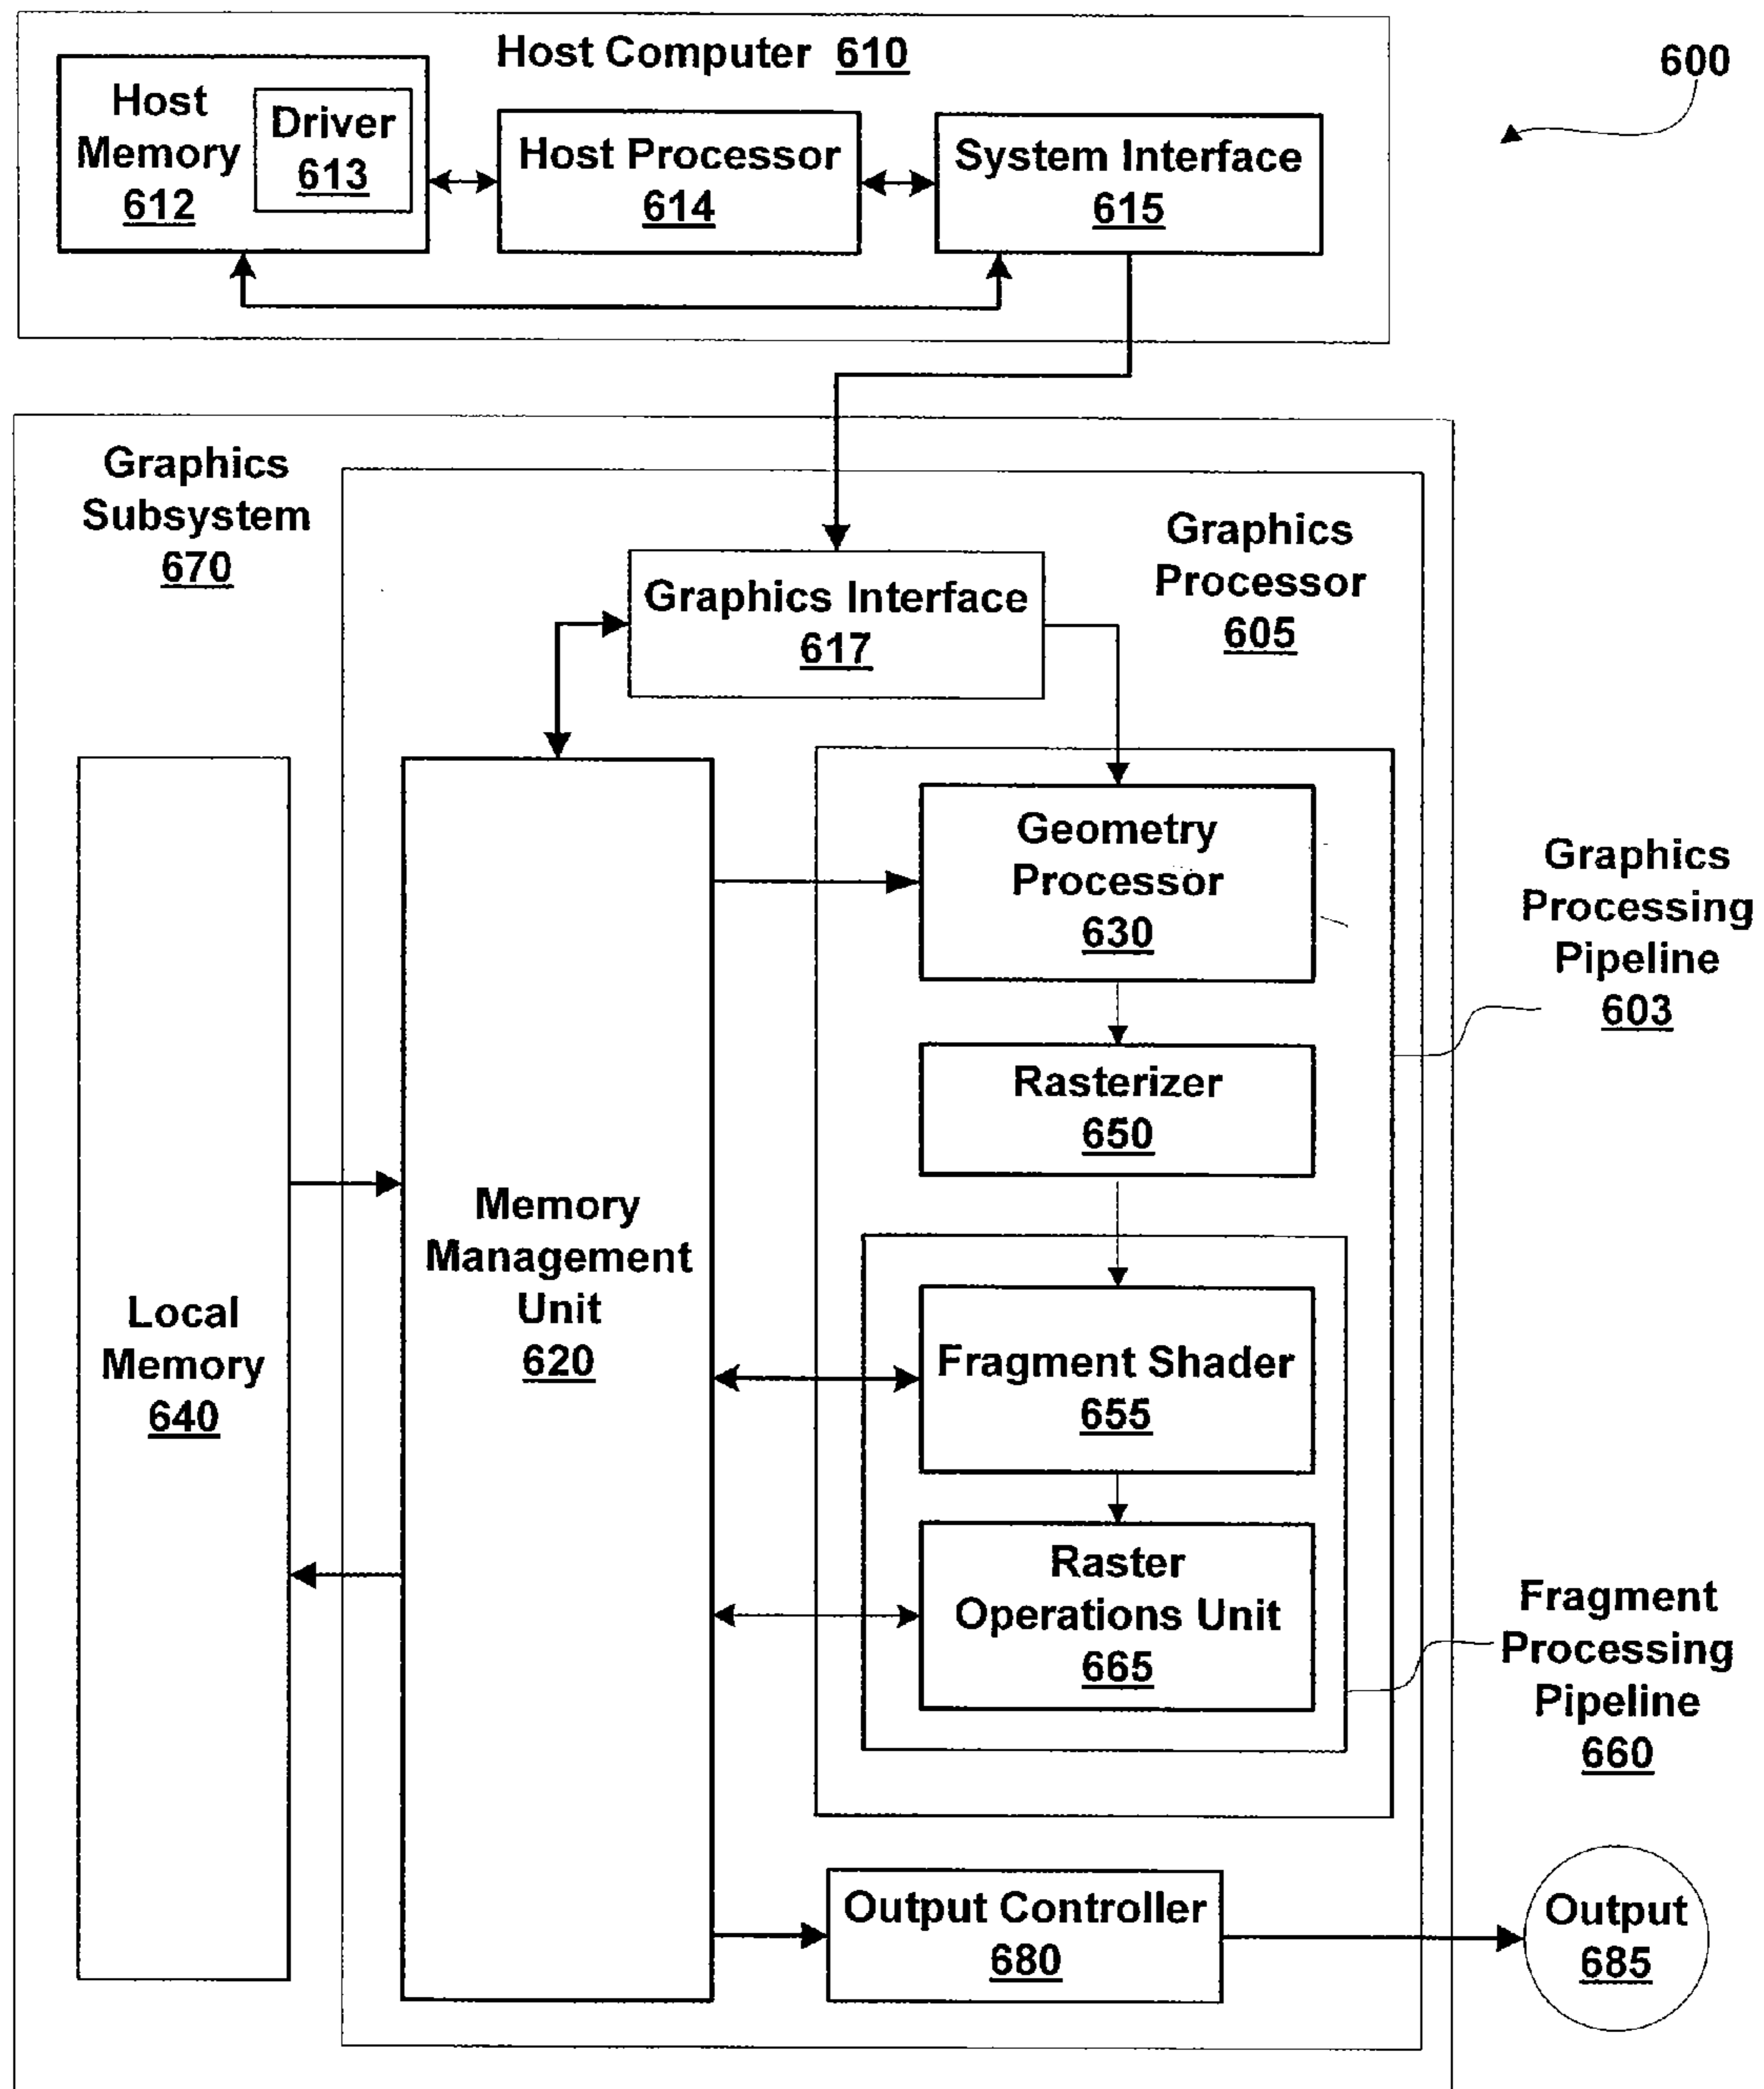 Host Computer 610
600
Host
Memory
612
Driver
613
Host Processor
614
System Interface
615
Graphics
Subsystem
670
Graphics
Processor
605
Graphics Interface
617
Geometry
Processor
630
Graphics
Processing
Pipeline
603
Rasterizer
650
Memory
Management
Unit
620
Local
Memory
640
Fragment Shader
655
Raster
Operations Unit
665
Fragment
Processing
Pipeline
660
Output Controller
680
Output
685